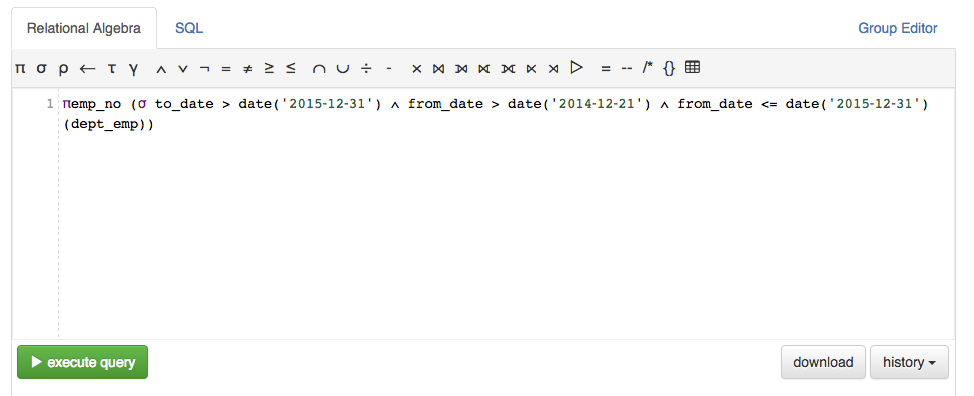 Relational Algebra SQL Group Editor
π σ ρ ← τ γ ∧ ∨ ¬ = ≠ ≥ ≤ ∩ ∪ ÷ - × ⋈ ⟕ ⟖ ⟗ ⋉ ⋊ ▷ = -- /* {}
1 πemp_no (σ to_date > date('2015-12-31') ∧ from_date > date('2014-12-21') ∧ from_date <= date('2015-12-31')
(dept_emp))
execute query download history